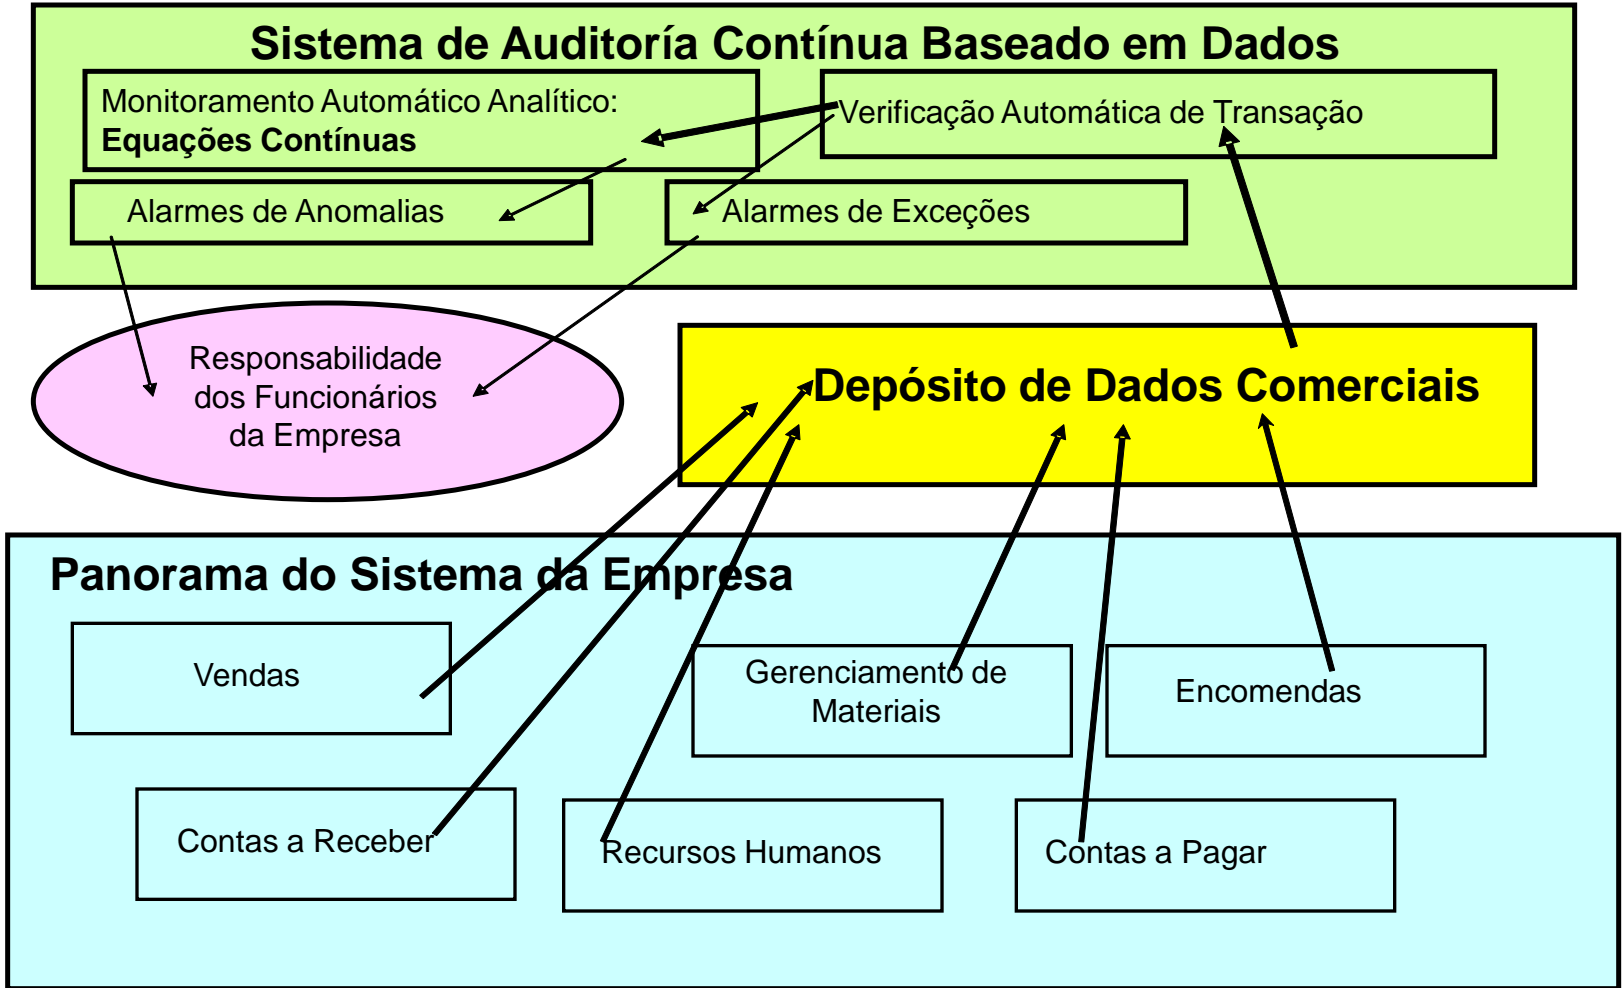 Sistema de Auditoría Contínua Baseado em Dados
Monitoramento Automático Analítico:
Equações Contínuas
Verificação Automática de Transação
Alarmes de Anomalias
Alarmes de Exceções
Responsabilidade
dos Funcionários
da Empresa
Depósito de Dados Comerciais
Panorama do Sistema da Empresa
Vendas
Gerenciamento de
Materiais
Encomendas
Contas a Receber
Recursos Humanos
Contas a Pagar